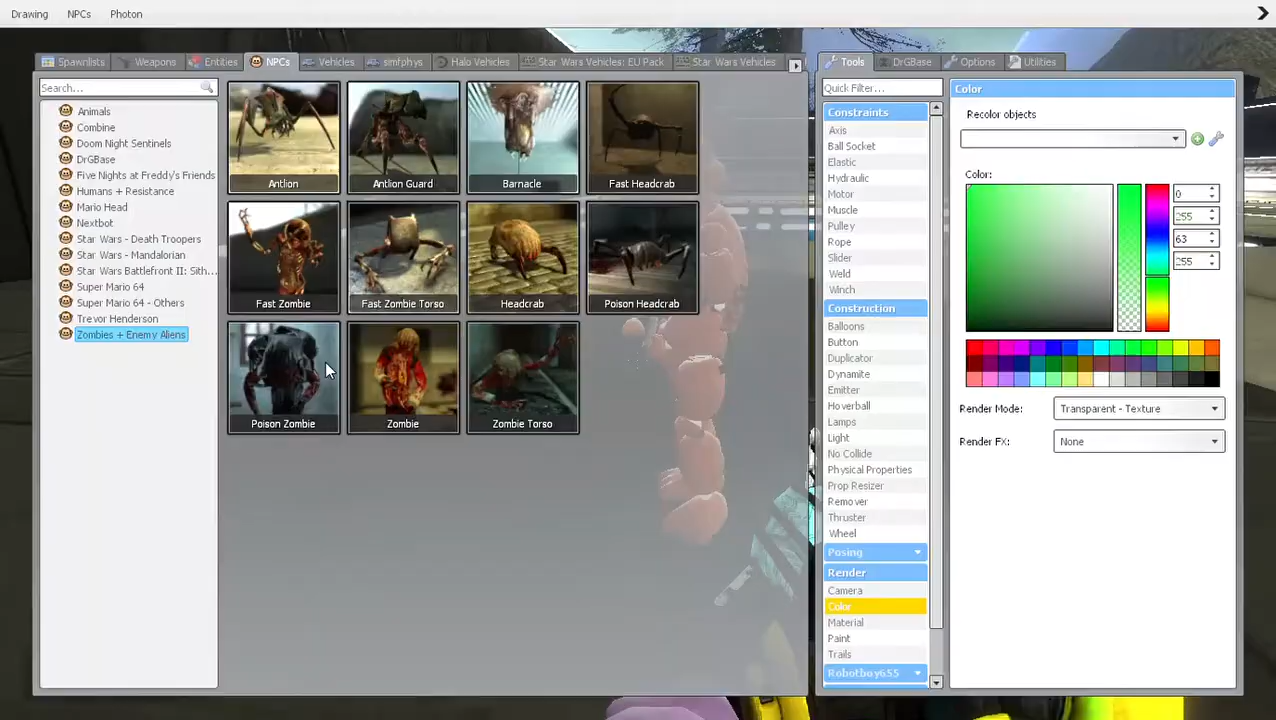 Drawing NPCs Photon
Spawnlists Weapons Entities NPCs Vehicles simfphys Halo Vehicles Star Wars Vehicles: EU Pack Star Wars Vehicles
Search...
Animals
Combine
Doom Night Sentinels
DrGBase
Five Nights at Freddy's Friends
Humans + Resistance
Mario Head
Nextbot
Star Wars - Death Troopers
Star Wars - Mandalorian
Star Wars Battlefront II: Sith...
Super Mario 64
Super Mario 64 - Others
Trevor Henderson
Zombies + Enemy Aliens
Antlion Antlion Guard Barnacle Fast Headcrab
Fast Zombie Fast Zombie Torso Headcrab Poison Headcrab
Poison Zombie Zombie Zombie Torso
Tools DrGBase Options Utilities
Quick Filter...
Constraints
Axis
Ball Socket
Elastic
Hydraulic
Motor
Muscle
Pulley
Rope
Slider
Weld
Winch
Construction
Balloons
Button
Duplicator
Dynamite
Emitter
Hoverball
Lamps
Light
No Collide
Physical Properties
Prop Resizer
Remover
Thruster
Wheel
Posing
Render
Camera
Color
Material
Paint
Trails
Robotboy655
Color
Recolor objects
Color:
0
255
63
255
Render Mode: Transparent - Texture
Render FX: None